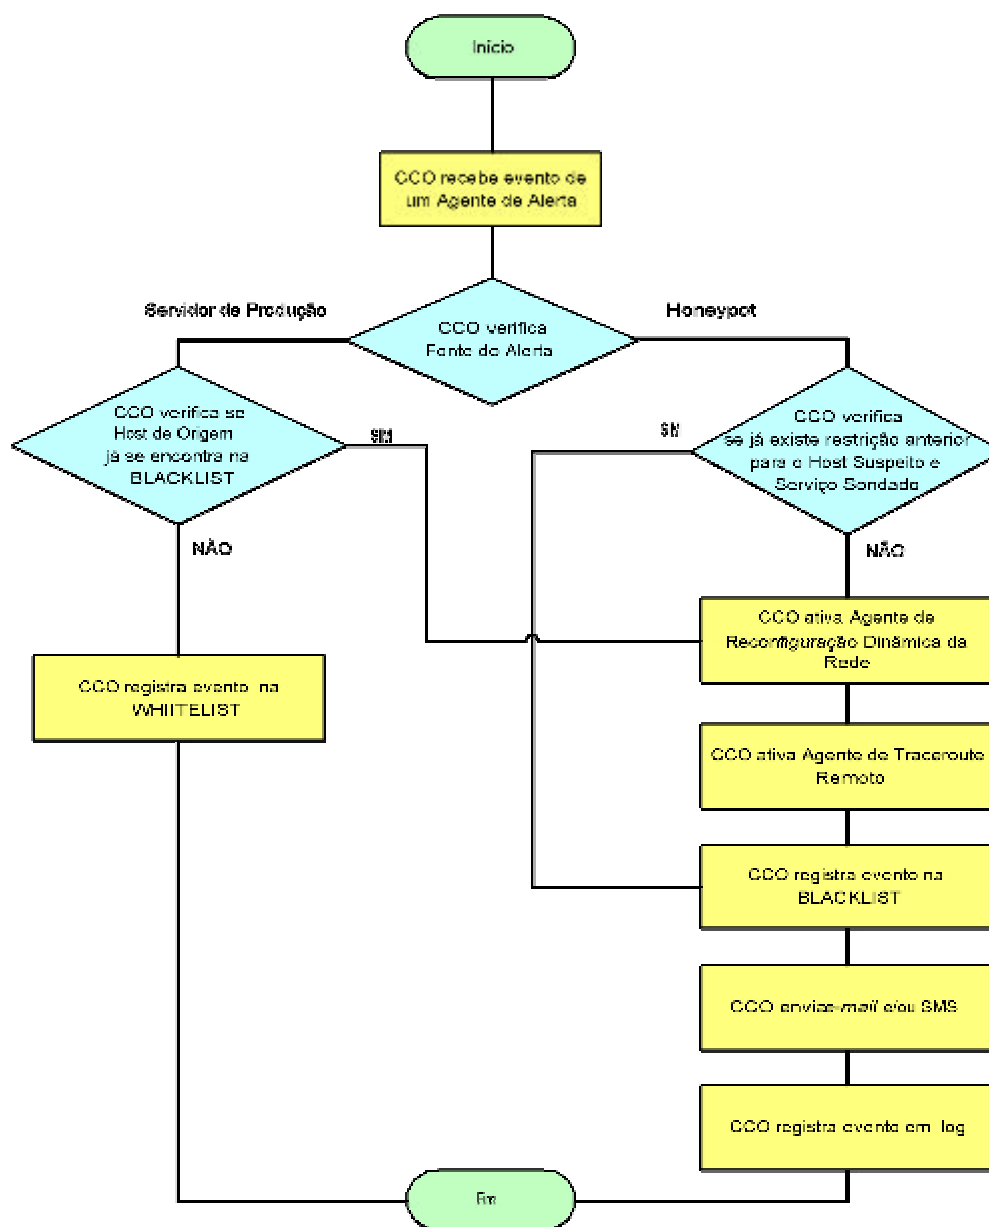 Início
CCO recebe evento de
um Agente de Alerta
Servidor de Produção
Honeypot
CCO verifica
Fonte do Alerta
CCO verifica se
Host de Origem
já se encontra na
BLACKLIST
SIM
SIM
CCO verifica
se já existe restrição anterior
para o Host Suspeito e
Serviço Sondado
NÃO
NÃO
CCO ativa Agente de
Reconfiguração Dinâmica da
Rede
CCO registra evento na
WHIITELIST
CCO ativa Agente de Traceroute
Remoto
CCO registra evento na
BLACKLIST
CCO envia e-mail e/ou SMS
CCO registra evento em log
Fim